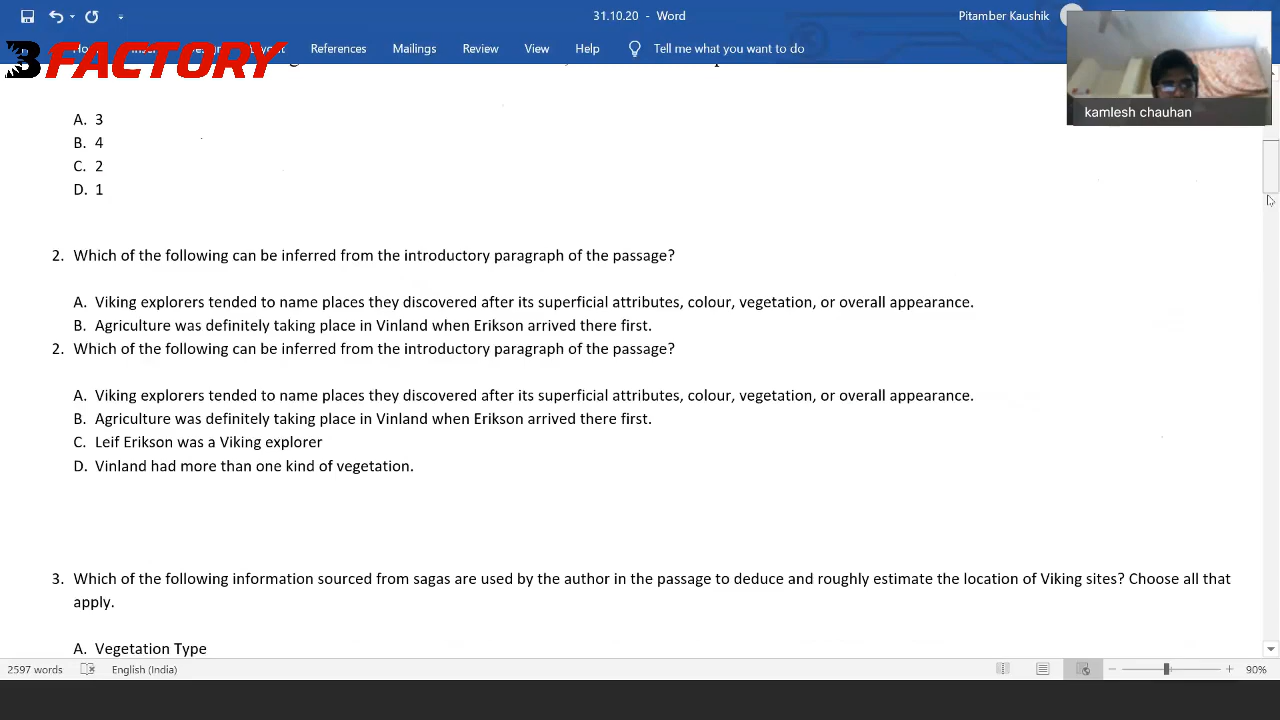 31.10.20 - Word
Pitamber Kaushik
References Mailings Review View Help Tell me what you want to do
3FACTORY
kamlesh chauhan
A. 3
B. 4
C. 2
D. 1
2. Which of the following can be inferred from the introductory paragraph of the passage?
A. Viking explorers tended to name places they discovered after its superficial attributes, colour, vegetation, or overall appearance.
B. Agriculture was definitely taking place in Vinland when Erikson arrived there first.
2. Which of the following can be inferred from the introductory paragraph of the passage?
A. Viking explorers tended to name places they discovered after its superficial attributes, colour, vegetation, or overall appearance.
B. Agriculture was definitely taking place in Vinland when Erikson arrived there first.
C. Leif Erikson was a Viking explorer
D. Vinland had more than one kind of vegetation.
3. Which of the following information sourced from sagas are used by the author in the passage to deduce and roughly estimate the location of Viking sites? Choose all that
apply.
A. Vegetation Type
2597 words English (India) 90%